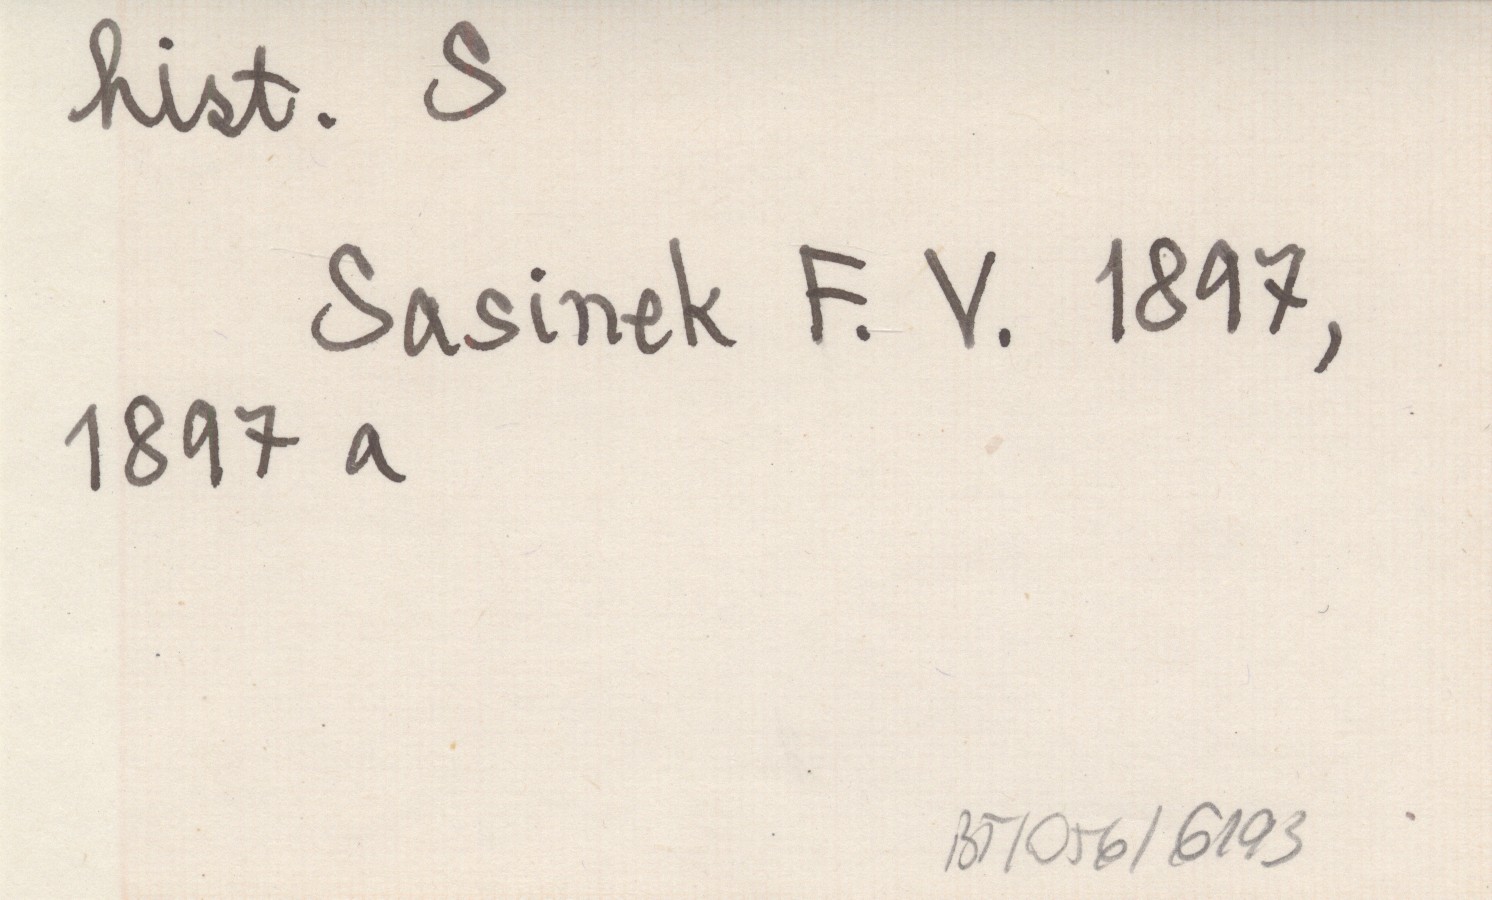 hist. S
Sasinek F. V. 1897,
1897 a
BT/056/6193